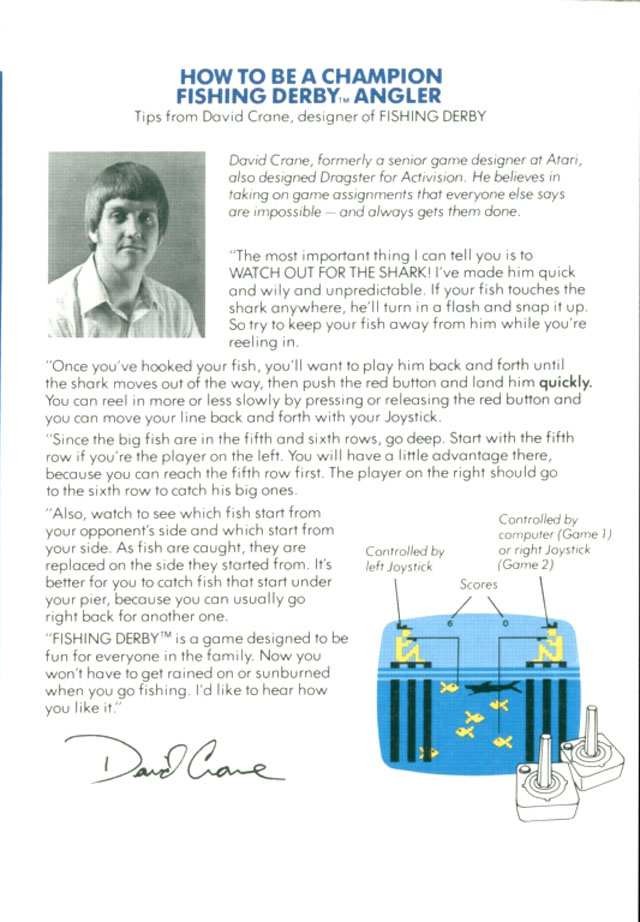 HOW TO BE A CHAMPION
FISHING DERBY™ ANGLER
Tips from David Crane, designer of FISHING DERBY
David Crane, formerly a senior game designer at Atari,
also designed Dragster for Activision. He believes in
taking on game assignments that everyone else says
are impossible — and always gets them done.
"The most important thing I can tell you is to
WATCH OUT FOR THE SHARK! I've made him quick
and wily and unpredictable. If your fish touches the
shark anywhere, he'll turn in a flash and snap it up.
So try to keep your fish away from him while you're
reeling in.
"Once you've hooked your fish, you'll want to play him back and forth until
the shark moves out of the way, then push the red button and land him quickly.
You can reel in more or less slowly by pressing or releasing the red button and
you can move your line back and forth with your Joystick.
"Since the big fish are in the fifth and sixth rows, go deep. Start with the fifth
row if you're the player on the left. You will have a little advantage there,
because you can reach the fifth row first. The player on the right should go
to the sixth row to catch his big ones.
"Also, watch to see which fish start from
your opponent's side and which start from
your side. As fish are caught, they are
replaced on the side they started from. It's
better for you to catch fish that start under
your pier, because you can usually go
right back for another one.
"FISHING DERBY™ is a game designed to be
fun for everyone in the family. Now you
won't have to get rained on or sunburned
when you go fishing. I'd like to hear how
you like it."
David Crane
Controlled by
left Joystick
Scores
Controlled by
computer (Game 1)
or right Joystick
(Game 2)
6 0